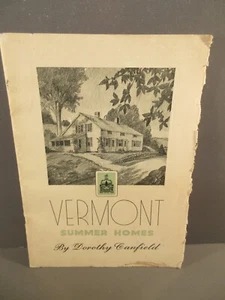 VERMONT
SUMMER HOMES
By Dorothy Canfield